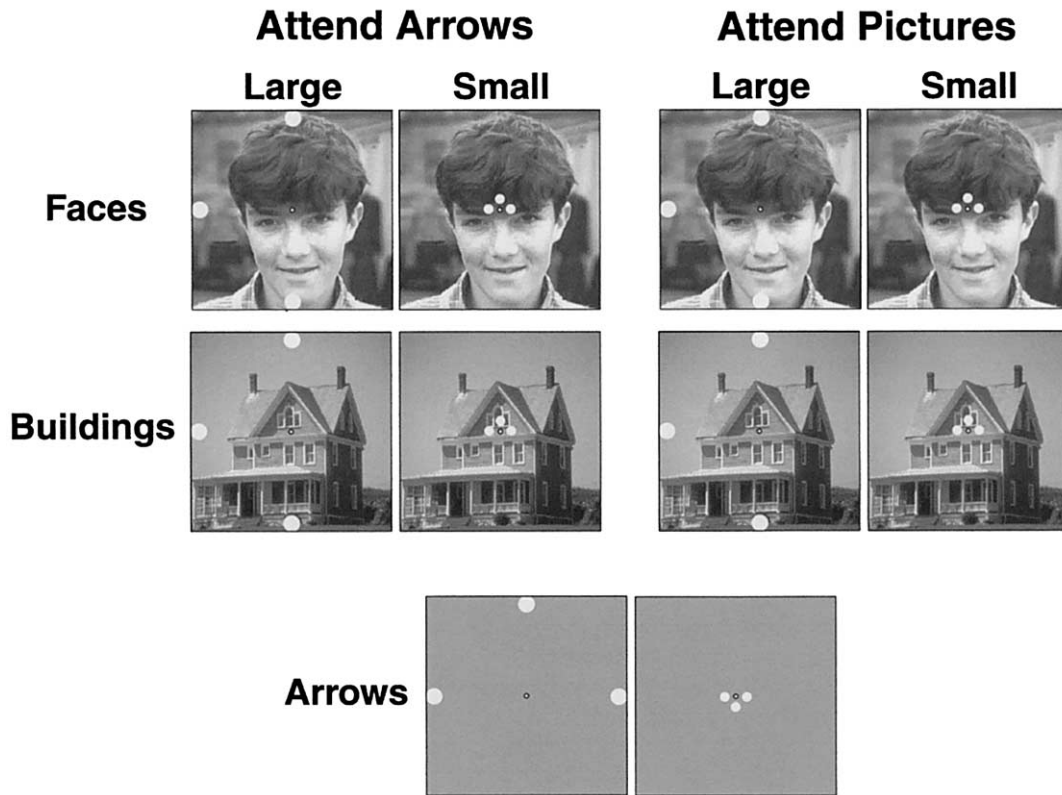 Attend Arrows Attend Pictures
Large Small Large Small
Faces
Buildings
Arrows